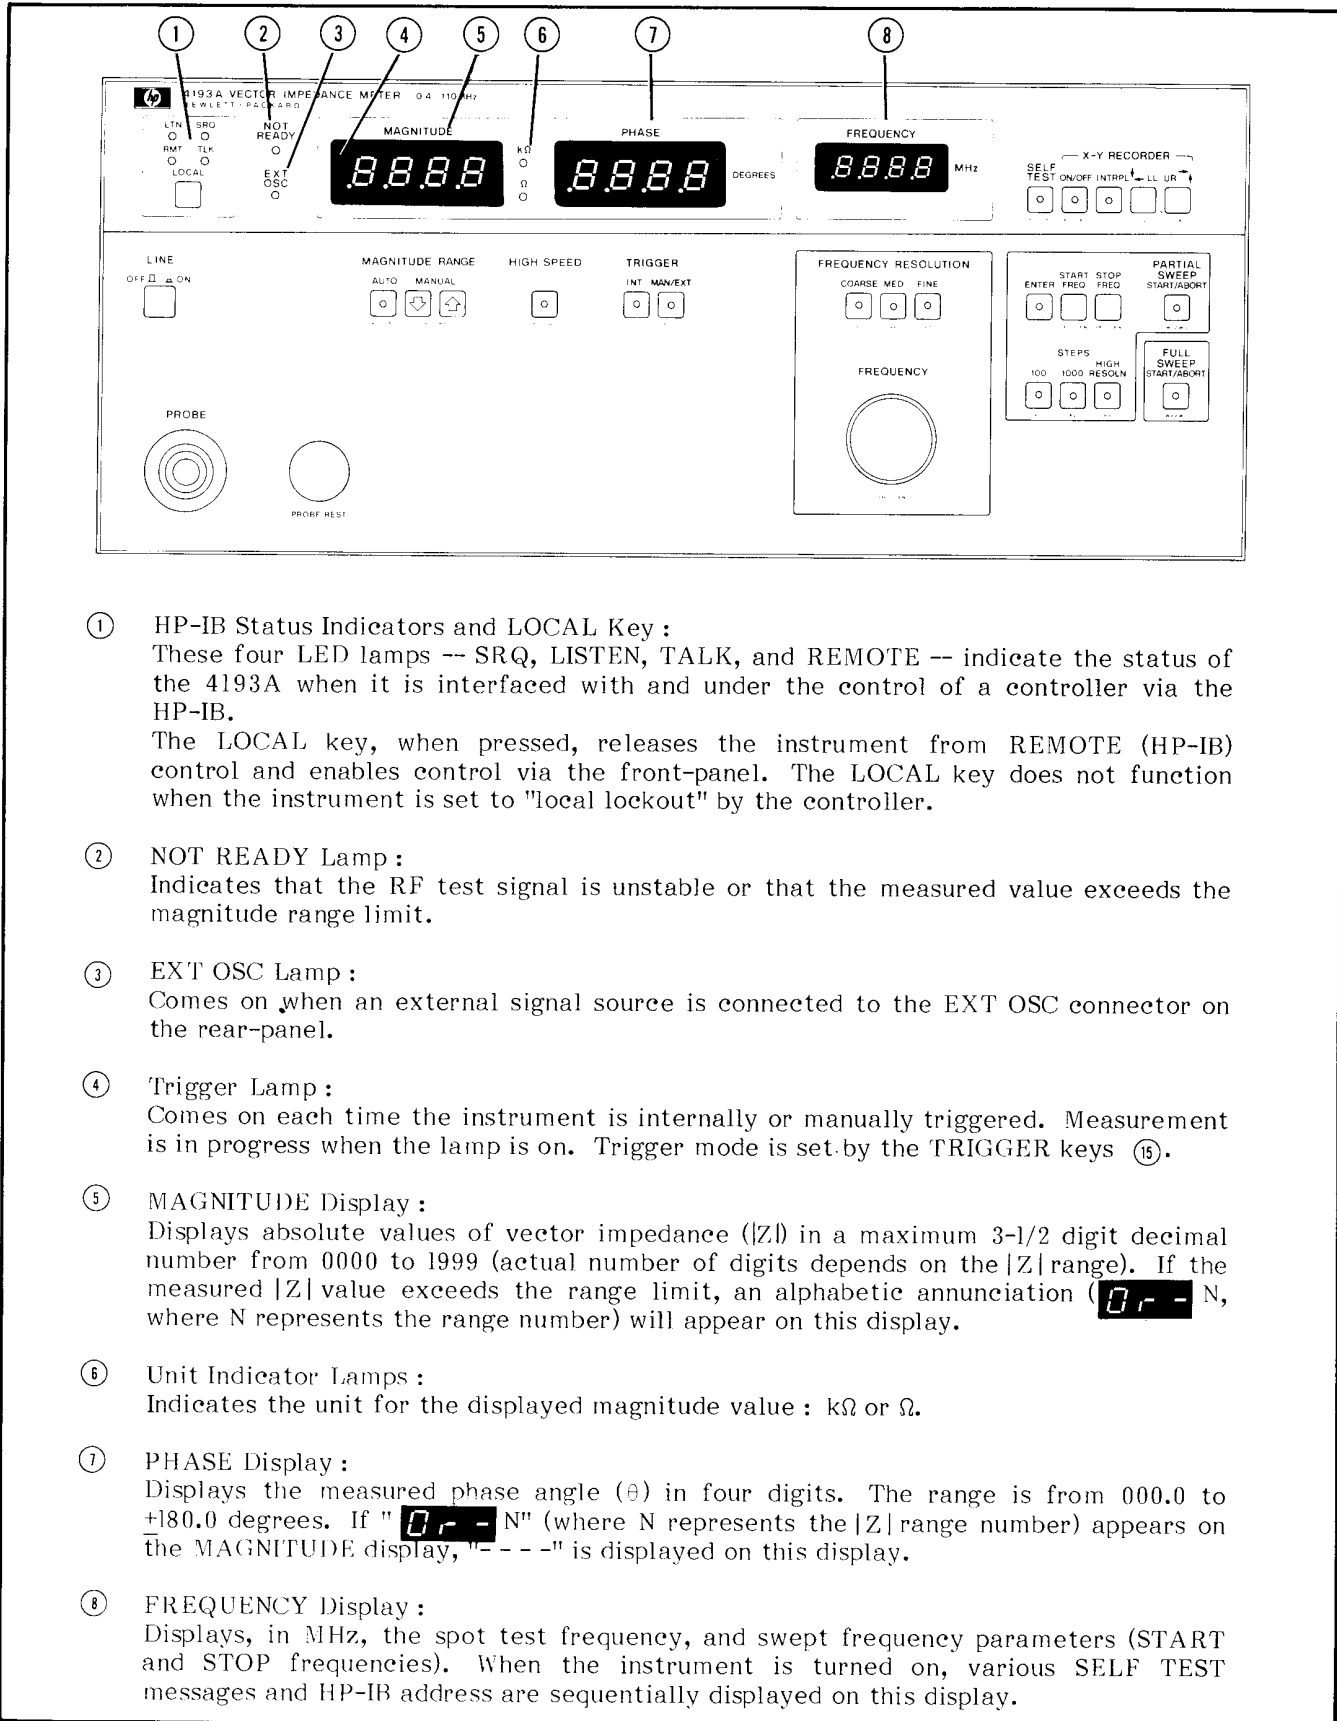 1 2 3 4 5 6 7 8
hp 4193A VECTOR IMPEDANCE METER 0.4 - 110 MHz
HEWLETT · PACKARD
LTN SRQ
RMT TLK
LOCAL
NOT
READY
EXT
OSC
MAGNITUDE
.8.8.8.8
kΩ
Ω
PHASE
.8.8.8.8
DEGREES
FREQUENCY
.8.8.8.8
MHz
X-Y RECORDER
SELF
TEST ON/OFF INTRPL LL UR
LINE
OFF ON
MAGNITUDE RANGE
AUTO MANUAL
HIGH SPEED
TRIGGER
INT MAN/EXT
FREQUENCY RESOLUTION
COARSE MED FINE
FREQUENCY
START STOP
ENTER FREQ FREQ
PARTIAL
SWEEP
START/ABORT
STEPS
HIGH
100 1000 RESOLN
FULL
SWEEP
START/ABORT
PROBE
PROBE REST
1 HP-IB Status Indicators and LOCAL Key :
These four LED lamps -- SRQ, LISTEN, TALK, and REMOTE -- indicate the status of
the 4193A when it is interfaced with and under the control of a controller via the
HP-IB.
The LOCAL key, when pressed, releases the instrument from REMOTE (HP-IB)
control and enables control via the front-panel. The LOCAL key does not function
when the instrument is set to "local lockout" by the controller.
2 NOT READY Lamp :
Indicates that the RF test signal is unstable or that the measured value exceeds the
magnitude range limit.
3 EXT OSC Lamp :
Comes on when an external signal source is connected to the EXT OSC connector on
the rear-panel.
4 Trigger Lamp :
Comes on each time the instrument is internally or manually triggered. Measurement
is in progress when the lamp is on. Trigger mode is set by the TRIGGER keys 15.
5 MAGNITUDE Display :
Displays absolute values of vector impedance (|Z|) in a maximum 3-1/2 digit decimal
number from 0000 to 1999 (actual number of digits depends on the |Z| range). If the
measured |Z| value exceeds the range limit, an alphabetic annunciation ( Or - N,
where N represents the range number) will appear on this display.
6 Unit Indicator Lamps :
Indicates the unit for the displayed magnitude value : kΩ or Ω.
7 PHASE Display :
Displays the measured phase angle (θ) in four digits. The range is from 000.0 to
±180.0 degrees. If " Or - N" (where N represents the |Z| range number) appears on
the MAGNITUDE display, "- - - -" is displayed on this display.
8 FREQUENCY Display :
Displays, in MHz, the spot test frequency, and swept frequency parameters (START
and STOP frequencies). When the instrument is turned on, various SELF TEST
messages and HP-IB address are sequentially displayed on this display.